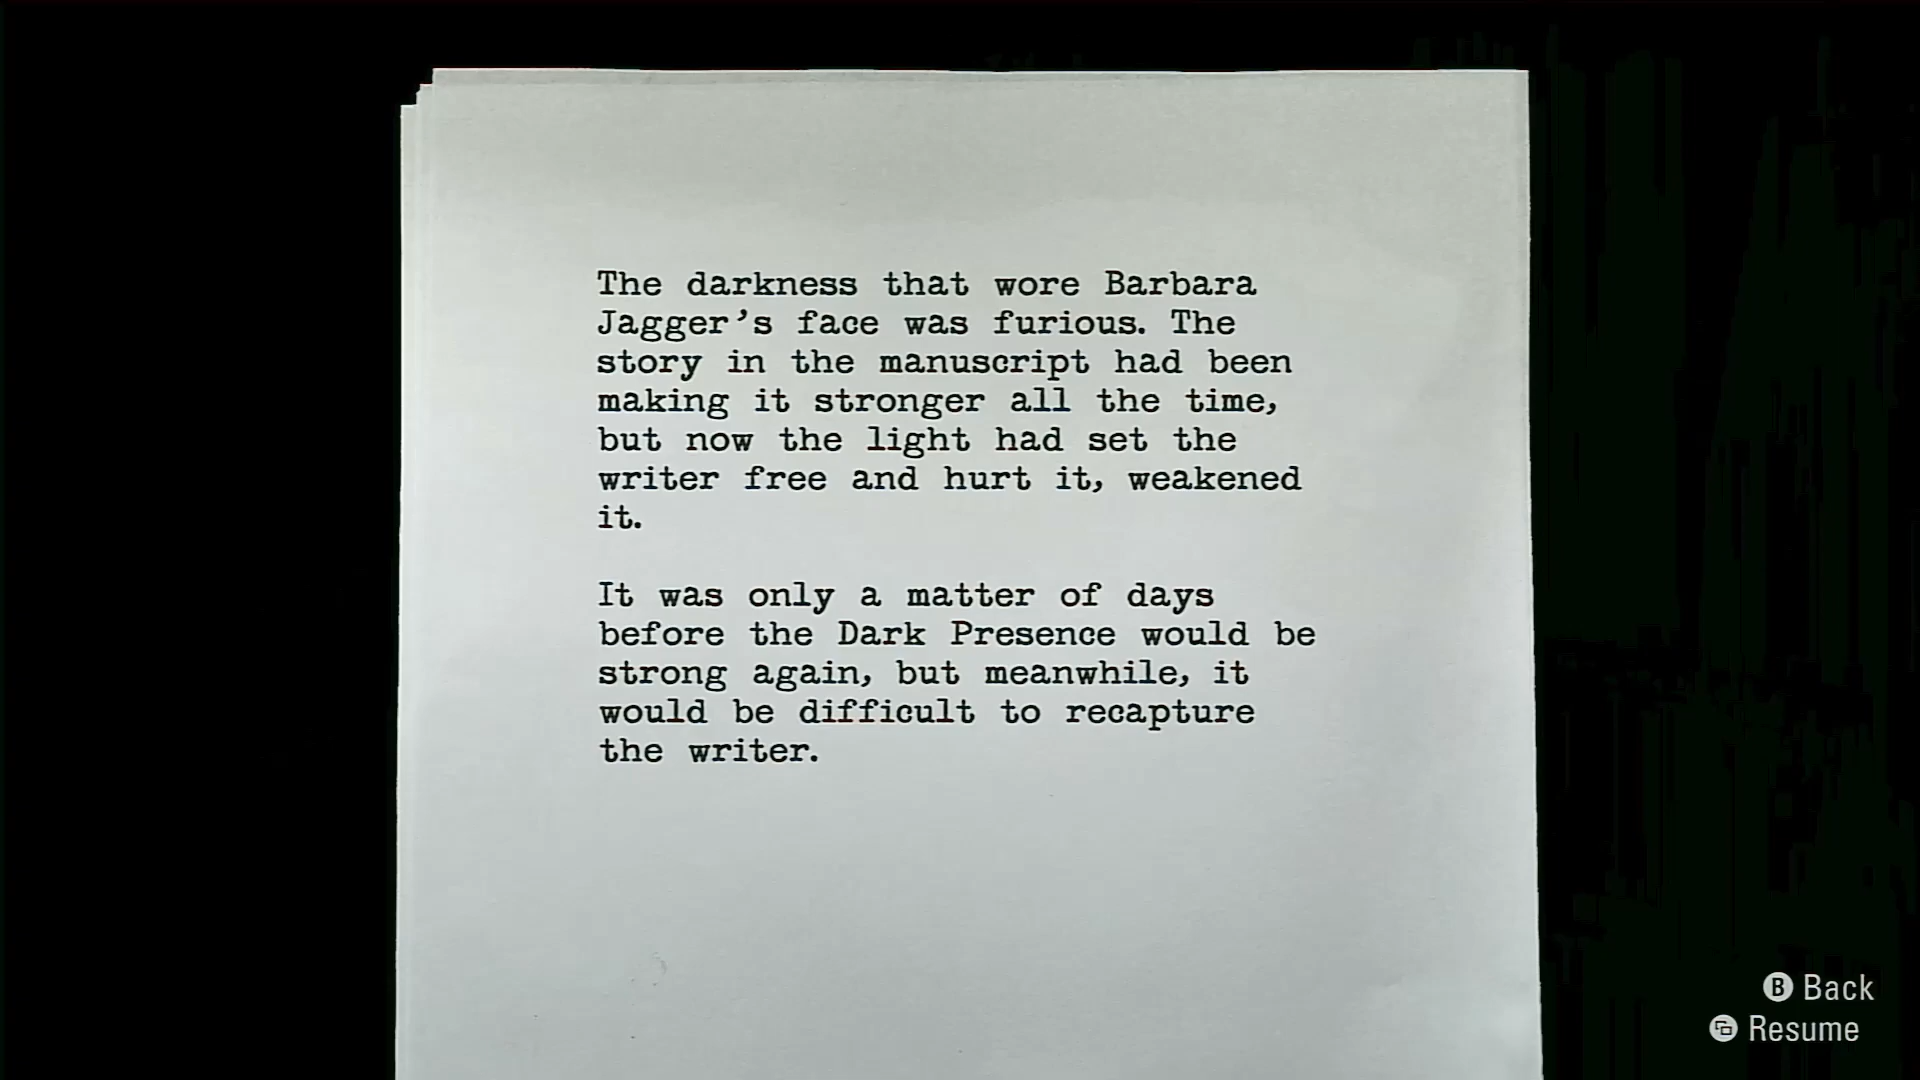 The darkness that wore Barbara
Jagger's face was furious. The
story in the manuscript had been
making it stronger all the time,
but now the light had set the
writer free and hurt it, weakened
it.
It was only a matter of days
before the Dark Presence would be
strong again, but meanwhile, it
would be difficult to recapture
the writer.
B Back
Resume